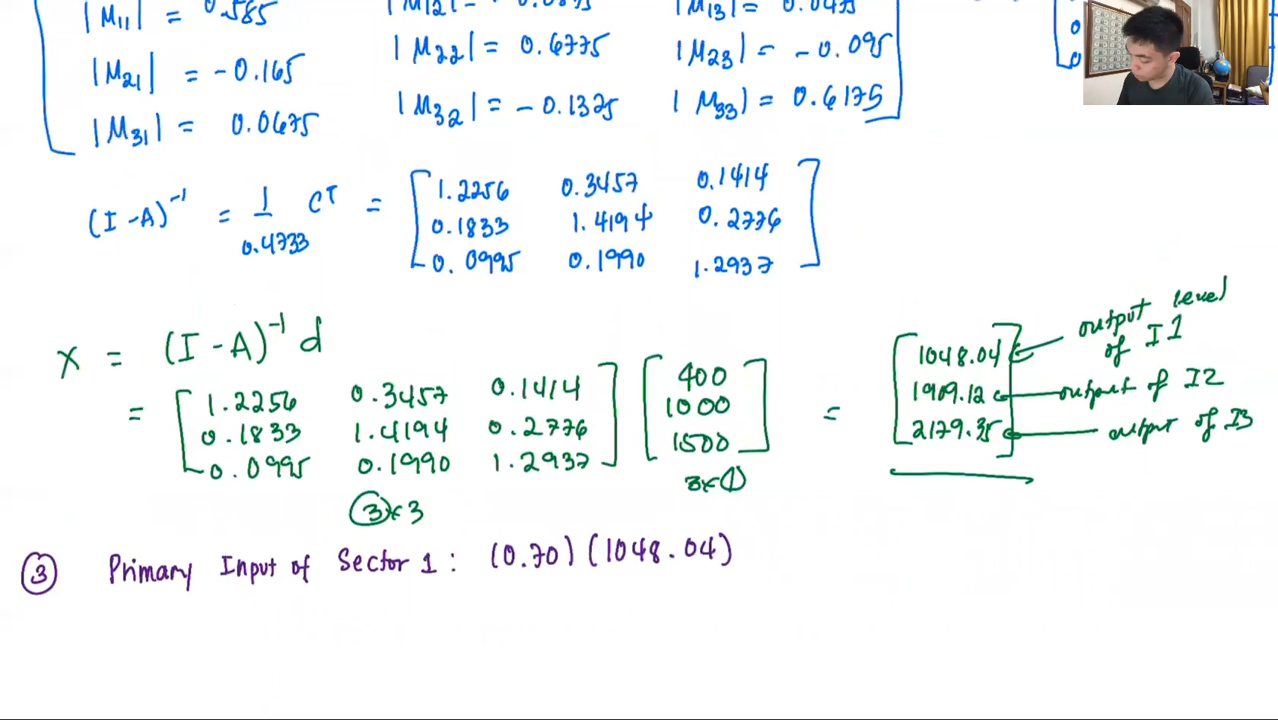 |M11| = 0.585 |M12| = |M13| = 0.0475
|M21| = -0.165 |M22| = 0.6775 |M23| = -0.095
|M31| = 0.0675 |M32| = -0.1325 |M33| = 0.6175
(I-A)⁻¹ = 1/0.4733 Cᵀ = [1.2256 0.3457 0.1414
0.1833 1.4194 0.2776
0.0995 0.1990 1.2937]
X = (I-A)⁻¹ d
= [1.2256 0.3457 0.1414] [400] = [1048.04] output level of I1
0.1833 1.4194 0.2776 1000 1909.12 output of I2
0.0995 0.1990 1.2937 1500 2179.35 output of I3
3×3 3×1
③ Primary Input of Sector 1: (0.70)(1048.04)